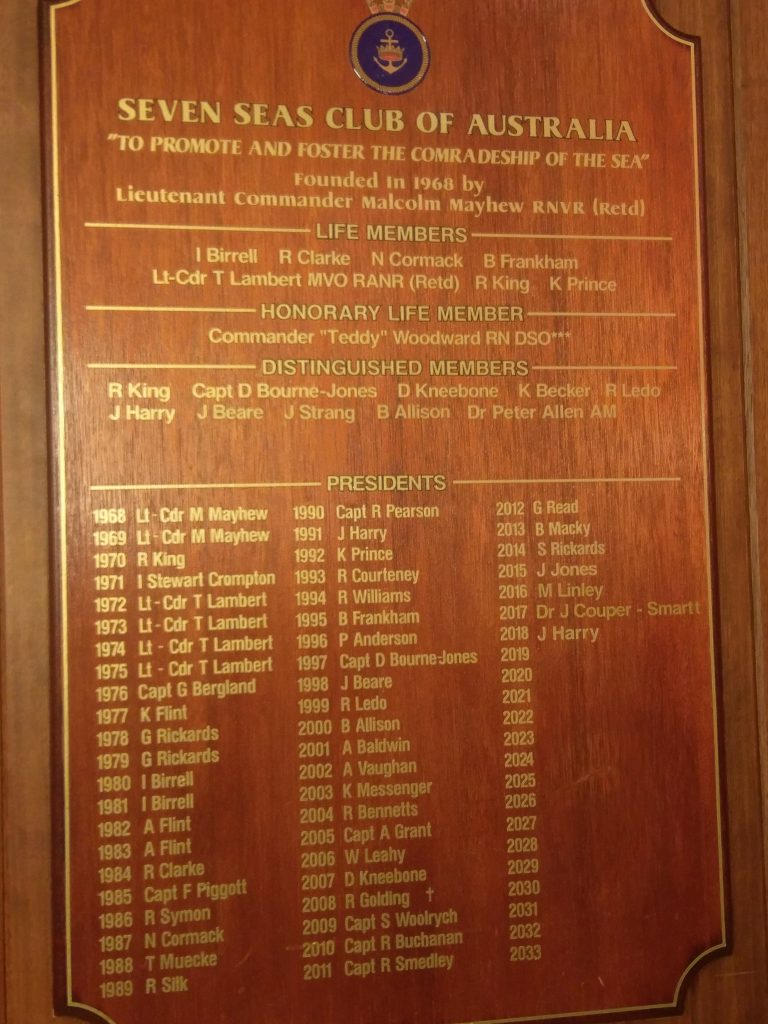 SEVEN SEAS CLUB OF AUSTRALIA
"TO PROMOTE AND FOSTER THE COMRADESHIP OF THE SEA"
Founded In 1968 by
Lieutenant Commander Malcolm Mayhew RNVR (Retd)
LIFE MEMBERS
I Birrell R Clarke N Cormack B Frankham
Lt-Cdr T Lambert MVO RANR (Retd) R King K Prince
HONORARY LIFE MEMBER
Commander "Teddy" Woodward RN DSO***
DISTINGUISHED MEMBERS
R King Capt D Bourne-Jones D Kneebone K Becker R Ledo
J Harry J Beare J Strang B Allison Dr Peter Allen AM
PRESIDENTS
1968 Lt - Cdr M Mayhew
1969 Lt - Cdr M Mayhew
1970 R King
1971 I Stewart Crompton
1972 Lt - Cdr T Lambert
1973 Lt - Cdr T Lambert
1974 Lt - Cdr T Lambert
1975 Lt - Cdr T Lambert
1976 Capt G Bergland
1977 K Flint
1978 G Rickards
1979 G Rickards
1980 I Birrell
1981 I Birrell
1982 A Flint
1983 A Flint
1984 R Clarke
1985 Capt F Piggott
1986 R Symon
1987 N Cormack
1988 T Muecke
1989 R Silk
1990 Capt R Pearson
1991 J Harry
1992 K Prince
1993 R Courteney
1994 R Williams
1995 B Frankham
1996 P Anderson
1997 Capt D Bourne-Jones
1998 J Beare
1999 R Ledo
2000 B Allison
2001 A Baldwin
2002 A Vaughan
2003 K Messenger
2004 R Bennetts
2005 Capt A Grant
2006 W Leahy
2007 D Kneebone
2008 R Golding †
2009 Capt S Woolrych
2010 Capt R Buchanan
2011 Capt R Smedley
2012 G Read
2013 B Macky
2014 S Rickards
2015 J Jones
2016 M Linley
2017 Dr J Couper - Smartt
2018 J Harry
2019
2020
2021
2022
2023
2024
2025
2026
2027
2028
2029
2030
2031
2032
2033